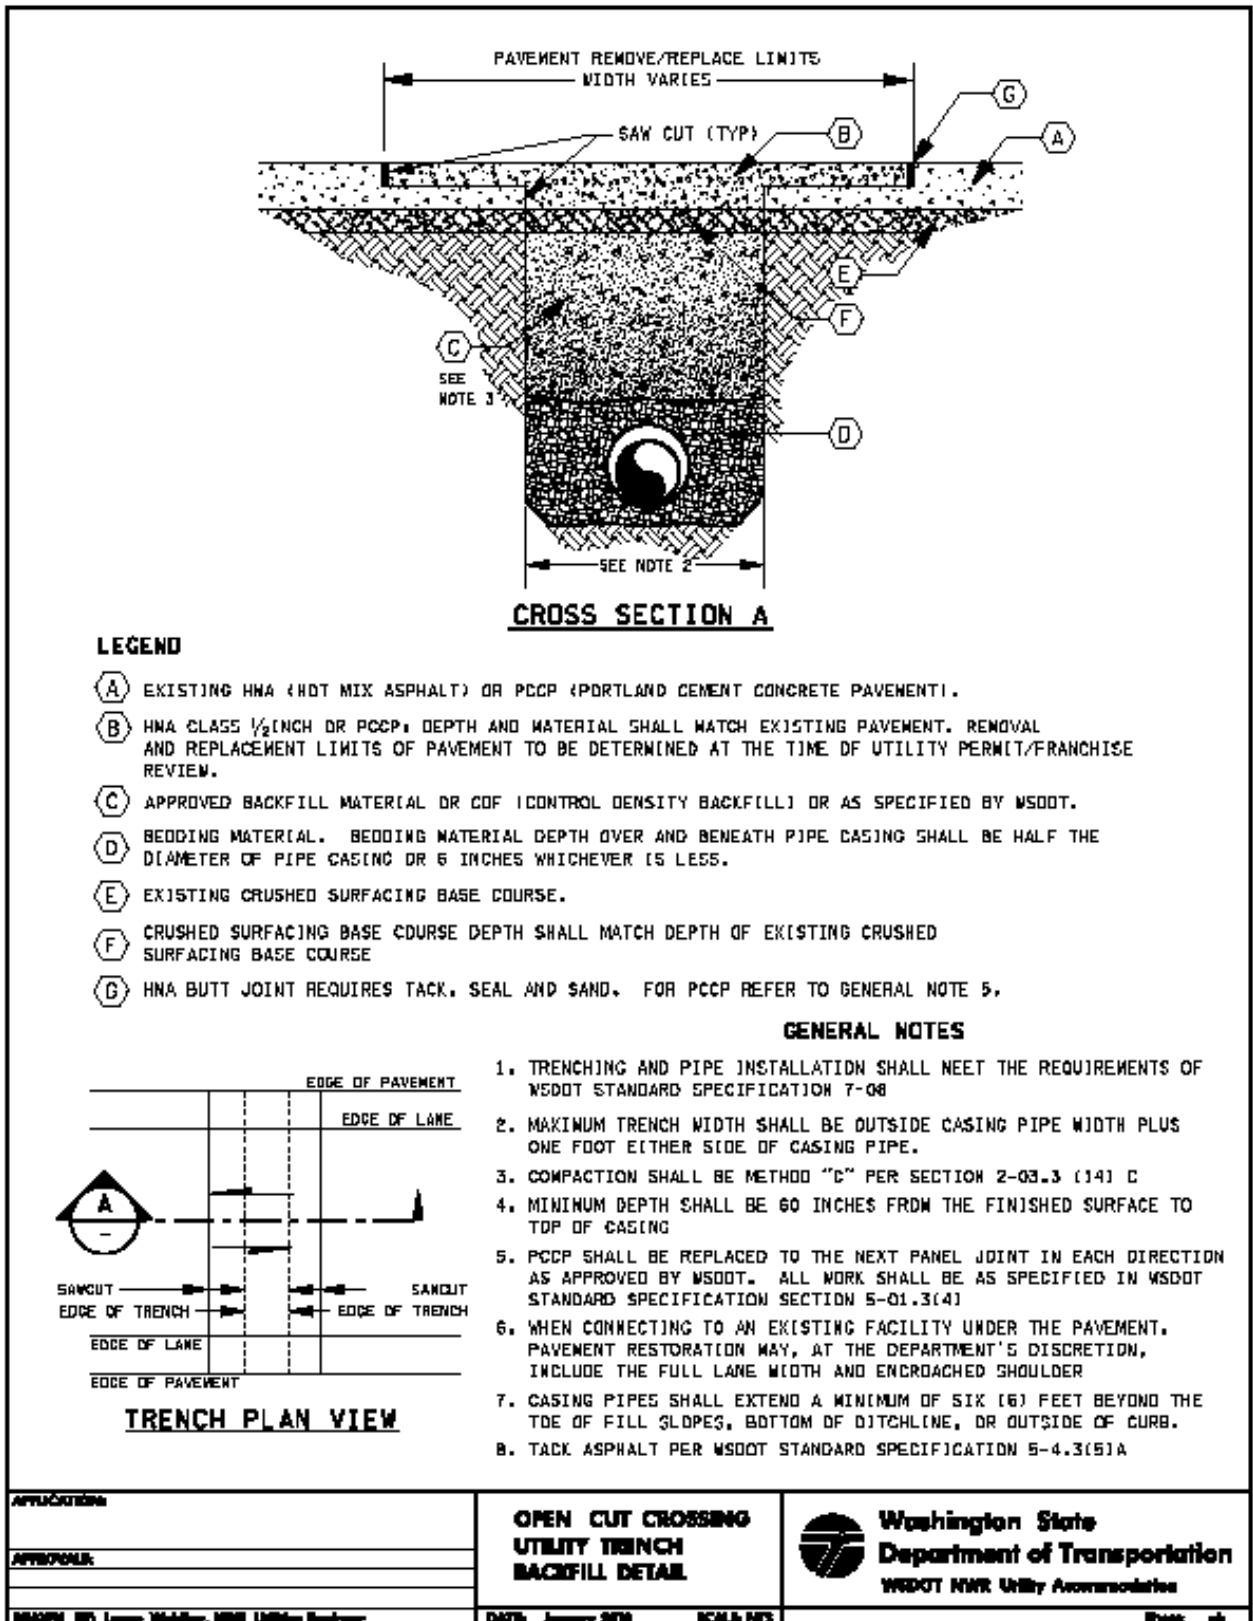 PAVEMENT REMOVE/REPLACE LIMITS
WIDTH VARIES
G
SAW CUT (TYP)
B
A
E
F
C
SEE
NOTE 3
D
SEE NOTE 2
CROSS SECTION A
LEGEND
A EXISTING HMA (HOT MIX ASPHALT) OR PCCP (PORTLAND CEMENT CONCRETE PAVEMENT).
B HMA CLASS 1/2 INCH OR PCCP; DEPTH AND MATERIAL SHALL MATCH EXISTING PAVEMENT. REMOVAL
AND REPLACEMENT LIMITS OF PAVEMENT TO BE DETERMINED AT THE TIME OF UTILITY PERMIT/FRANCHISE
REVIEW.
C APPROVED BACKFILL MATERIAL OR CDF (CONTROL DENSITY BACKFILL) OR AS SPECIFIED BY WSDOT.
D BEDDING MATERIAL. BEDDING MATERIAL DEPTH OVER AND BENEATH PIPE CASING SHALL BE HALF THE
DIAMETER OF PIPE CASING OR 6 INCHES WHICHEVER IS LESS.
E EXISTING CRUSHED SURFACING BASE COURSE.
F CRUSHED SURFACING BASE COURSE DEPTH SHALL MATCH DEPTH OF EXISTING CRUSHED
SURFACING BASE COURSE
G HMA BUTT JOINT REQUIRES TACK, SEAL AND SAND. FOR PCCP REFER TO GENERAL NOTE 5.
GENERAL NOTES
1. TRENCHING AND PIPE INSTALLATION SHALL MEET THE REQUIREMENTS OF
WSDOT STANDARD SPECIFICATION 7-08
2. MAXIMUM TRENCH WIDTH SHALL BE OUTSIDE CASING PIPE WIDTH PLUS
ONE FOOT EITHER SIDE OF CASING PIPE.
3. COMPACTION SHALL BE METHOD "C" PER SECTION 2-03.3 (14) C
4. MINIMUM DEPTH SHALL BE 60 INCHES FROM THE FINISHED SURFACE TO
TOP OF CASING
5. PCCP SHALL BE REPLACED TO THE NEXT PANEL JOINT IN EACH DIRECTION
AS APPROVED BY WSDOT. ALL WORK SHALL BE AS SPECIFIED IN WSDOT
STANDARD SPECIFICATION SECTION 5-01.3(4)
6. WHEN CONNECTING TO AN EXISTING FACILITY UNDER THE PAVEMENT,
PAVEMENT RESTORATION MAY, AT THE DEPARTMENT'S DISCRETION,
INCLUDE THE FULL LANE WIDTH AND ENCROACHED SHOULDER
7. CASING PIPES SHALL EXTEND A MINIMUM OF SIX (6) FEET BEYOND THE
TOE OF FILL SLOPES, BOTTOM OF DITCHLINE, OR OUTSIDE OF CURB.
8. TACK ASPHALT PER WSDOT STANDARD SPECIFICATION 5-4.3(5)A
EDGE OF PAVEMENT
EDGE OF LANE
A
-
SAWCUT
SAWCUT
EDGE OF TRENCH
EDGE OF TRENCH
EDGE OF LANE
EDGE OF PAVEMENT
TRENCH PLAN VIEW
APPLICATION:
APPROVALS:
OPEN CUT CROSSING
UTILITY TRENCH
BACKFILL DETAIL
Washington State
Department of Transportation
WSDOT NWR Utility Accommodation